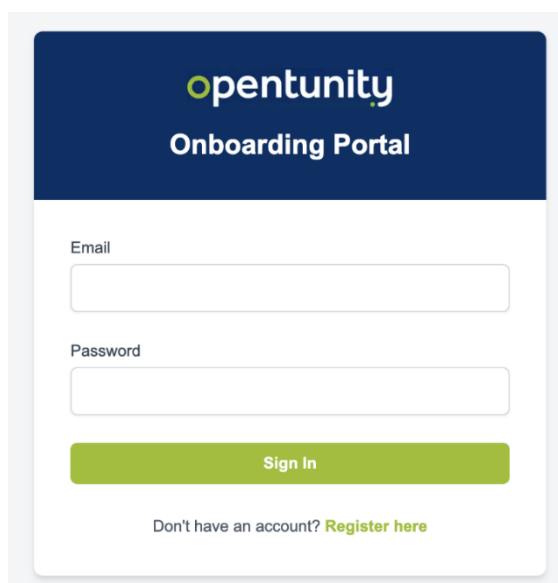 opentunity
Onboarding Portal
Email
Password
Sign In
Don't have an account? Register here